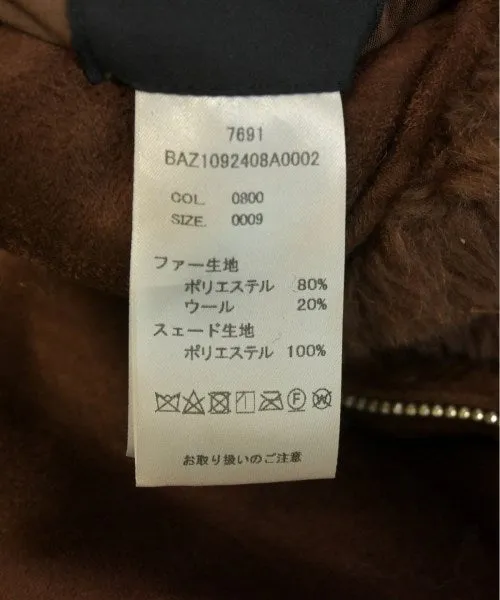 7691
BAZ1092408A0002
COL. 0800
SIZE. 0009
ファー生地
ポリエステル 80%
ウール 20%
スェード生地
ポリエステル 100%
F W
お取り扱いのご注意